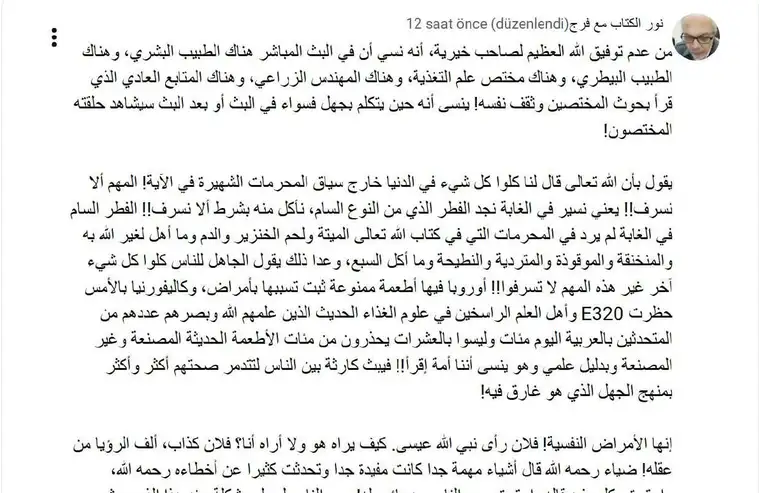 نور الكتاب مع فرج 12 saat önce (düzenlendi)
من عدم توفيق الله العظيم لصاحب خيرية، أنه نسي أن في البث المباشر هناك الطبيب البشري، وهناك
الطبيب البيطري، وهناك مختص علم التغذية، وهناك المهندس الزراعي، وهناك المتابع العادي الذي
قرأ بحوث المختصين وثقف نفسه! ينسى أنه حين يتكلم بجهل فسواء في البث أو بعد البث سيشاهد حلقته
المختصون!
يقول بأن الله تعالى قال لنا كلوا كل شيء في الدنيا خارج سياق المحرمات الشهيرة في الآية! المهم ألا
نسرف!! يعني نسير في الغابة نجد الفطر الذي من النوع السام، نأكل منه بشرط ألا نسرف!! الفطر السام
في الغابة لم يرد في المحرمات التي في كتاب الله تعالى الميتة ولحم الخنزير والدم وما أهل لغير الله به
والمنخنقة والموقوذة والمتردية والنطيحة وما أكل السبع، وعدا ذلك يقول الجاهل للناس كلوا كل شيء
آخر غير هذه المهم لا تسرفوا!! أوروبا فيها أطعمة ممنوعة ثبت تسببها بأمراض، وكاليفورنيا بالأمس
حظرت E320 وأهل العلم الراسخين في علوم الغذاء الحديث الذين علمهم الله وبصرهم عددهم من
المتحدثين بالعربية اليوم مئات وليسوا بالعشرات يحذرون من مئات الأطعمة الحديثة المصنعة وغير
المصنعة وبدليل علمي وهو ينسى أننا أمة إقرأ!! فيبث كارثة بين الناس لتتدمر صحتهم أكثر وأكثر
بمنهج الجهل الذي هو غارق فيه!
إنها الأمراض النفسية! فلان رأى نبي الله عيسى. كيف يراه هو ولا أراه أنا؟ فلان كذاب، ألف الرؤيا من
عقله! ضياء رحمه الله قال أشياء مهمة جدا كانت مفيدة جدا وتحدثت كثيرا عن أخطاءه رحمه الله،